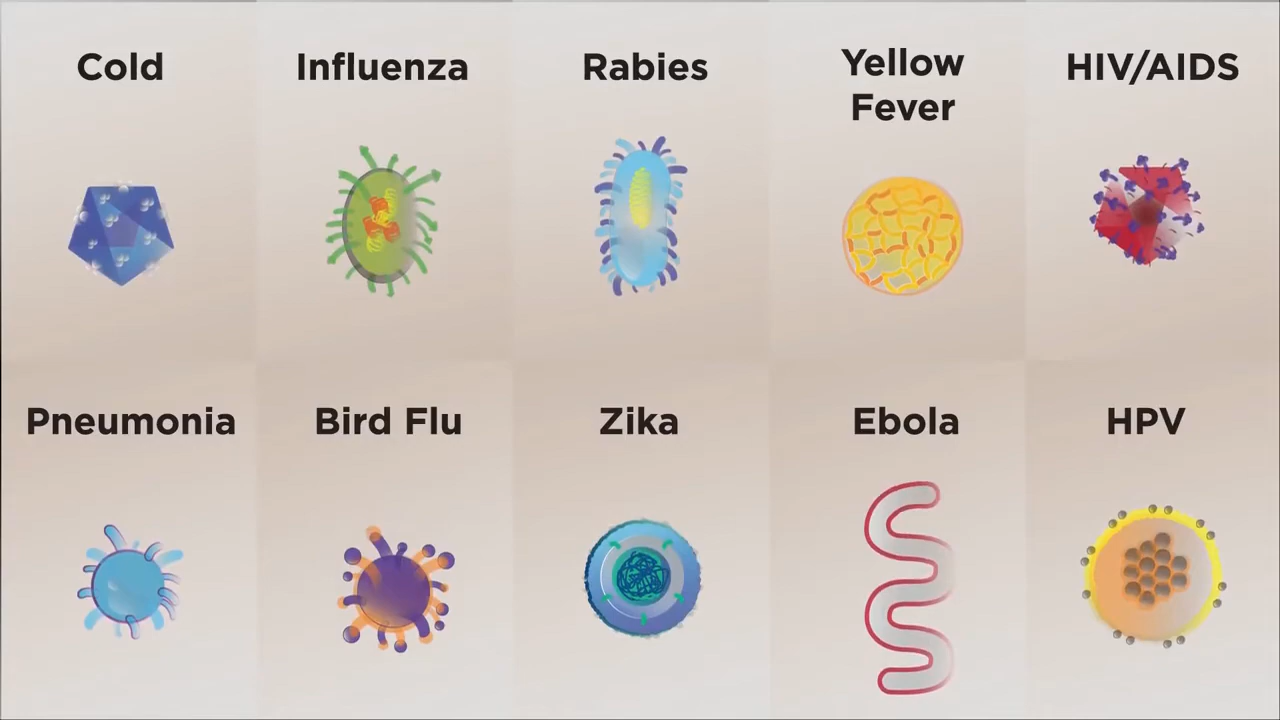 Cold
Influenza
Rabies
Yellow
Fever
HIV/AIDS
Pneumonia
Bird Flu
Zika
Ebola
HPV